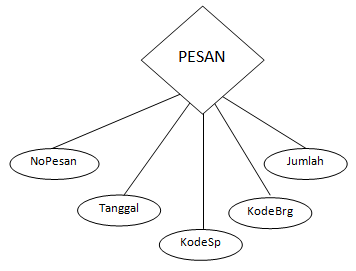 PESAN
NoPesan
Tanggal
KodeSp
KodeBrg
Jumlah